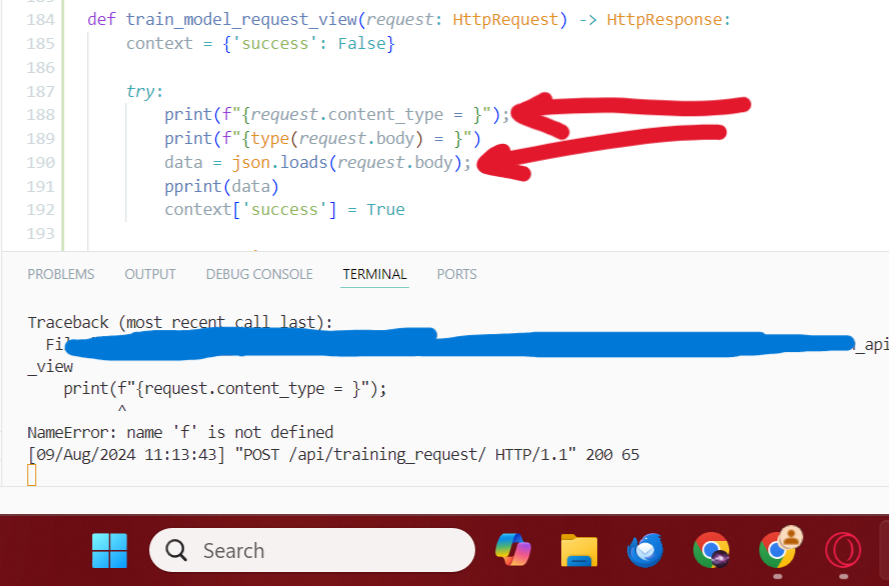 184 def train_model_request_view(request: HttpRequest) -> HttpResponse:
185 context = {'success': False}
186
187 try:
188 print(f"{request.content_type = }");
189 print(f"{type(request.body) = }")
190 data = json.loads(request.body);
191 pprint(data)
192 context['success'] = True
193
PROBLEMS OUTPUT DEBUG CONSOLE TERMINAL PORTS
Traceback (most recent call last):
_api
_view
print(f"{request.content_type = }");
^
NameError: name 'f' is not defined
[09/Aug/2024 11:13:43] "POST /api/training_request/ HTTP/1.1" 200 65
Search